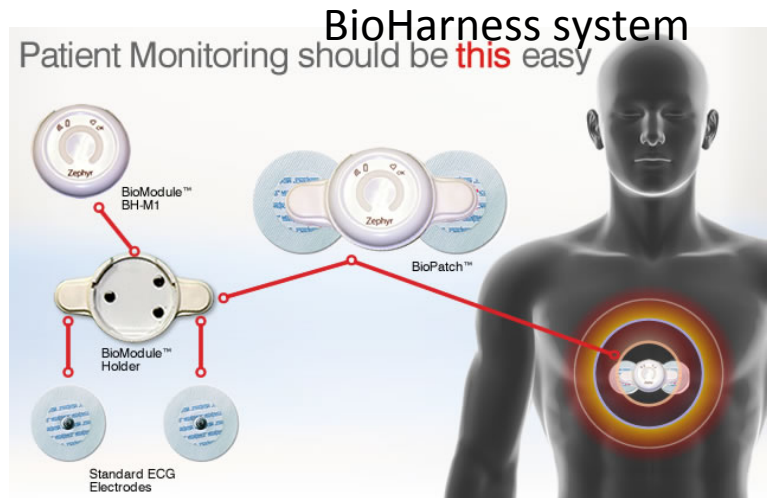 BioHarness system
Patient Monitoring should be this easy
Zephyr
BioModule™
BH-M1
Zephyr
BioPatch™
BioModule™
Holder
Standard ECG
Electrodes